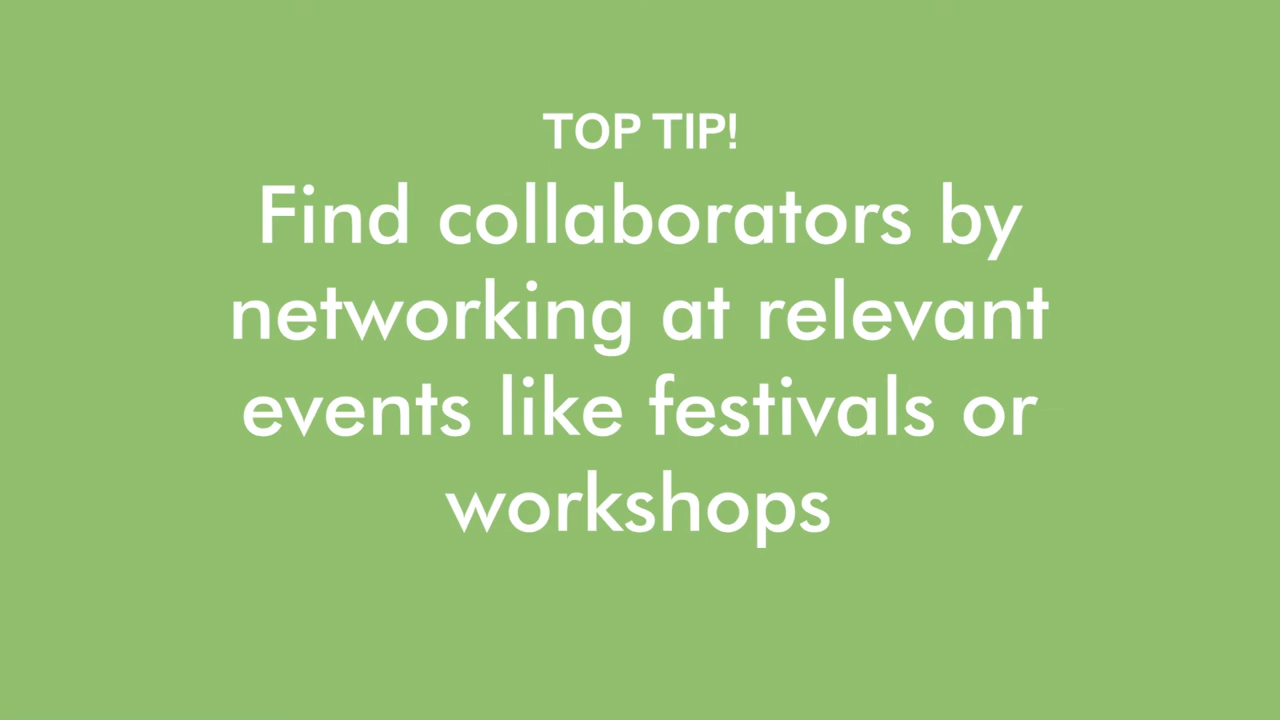 TOP TIP!
Find collaborators by
networking at relevant
events like festivals or
workshops